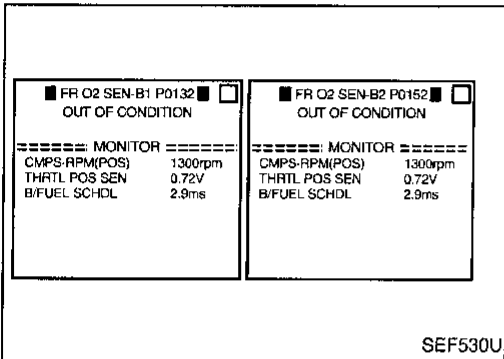 FR O2 SEN-B1 P0132
OUT OF CONDITION
====== MONITOR ======
CMPS-RPM(POS) 1300rpm
THRTL POS SEN 0.72V
B/FUEL SCHDL 2.9ms
FR O2 SEN-B2 P0152
OUT OF CONDITION
====== MONITOR ======
CMPS-RPM(POS) 1300rpm
THRTL POS SEN 0.72V
B/FUEL SCHDL 2.9ms
SEF530U